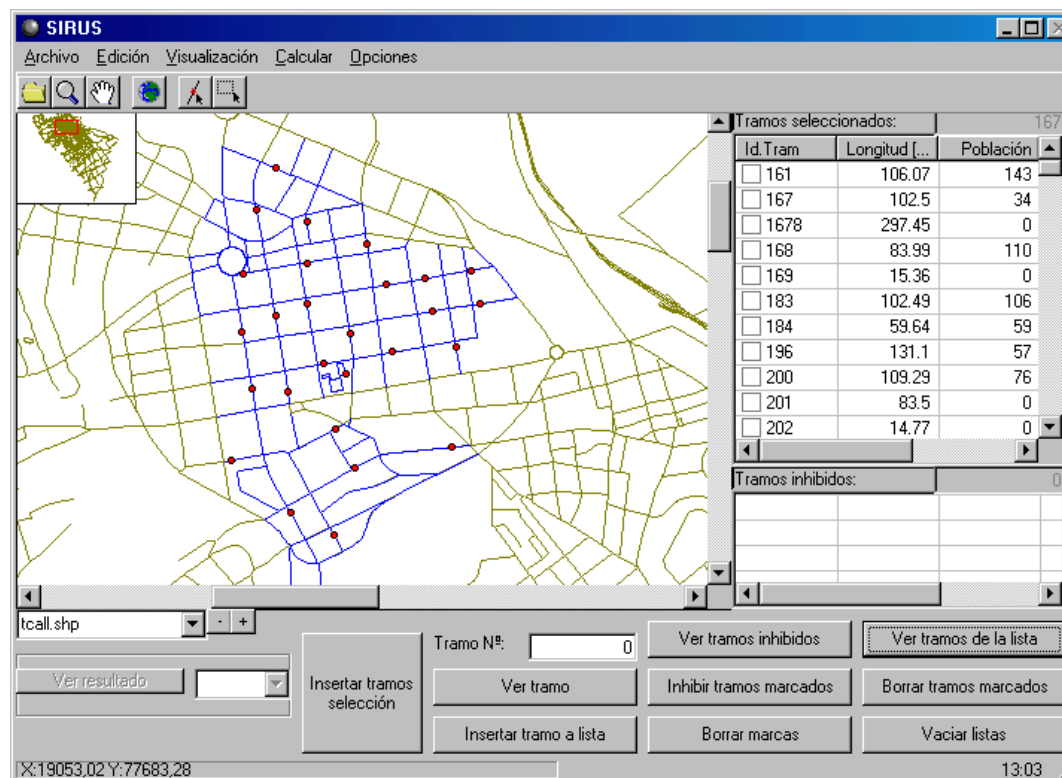 SIRUS
Archivo Edición Visualización Calcular Opciones
Tramos seleccionados: 167
Id.Tram Longitud [... Población
161 106.07 143
167 102.5 34
1678 297.45 0
168 83.99 110
169 15.36 0
183 102.49 106
184 59.64 59
196 131.1 57
200 109.29 76
201 83.5 0
202 14.77 0
Tramos inhibidos: 0
tcall.shp - +
Ver resultado
Insertar tramos selección
Tramo Nº: 0
Ver tramo
Insertar tramo a lista
Ver tramos inhibidos
Inhibir tramos marcados
Borrar marcas
Ver tramos de la lista
Borrar tramos marcados
Vaciar listas
X:19053,02 Y:77683,28 13:03